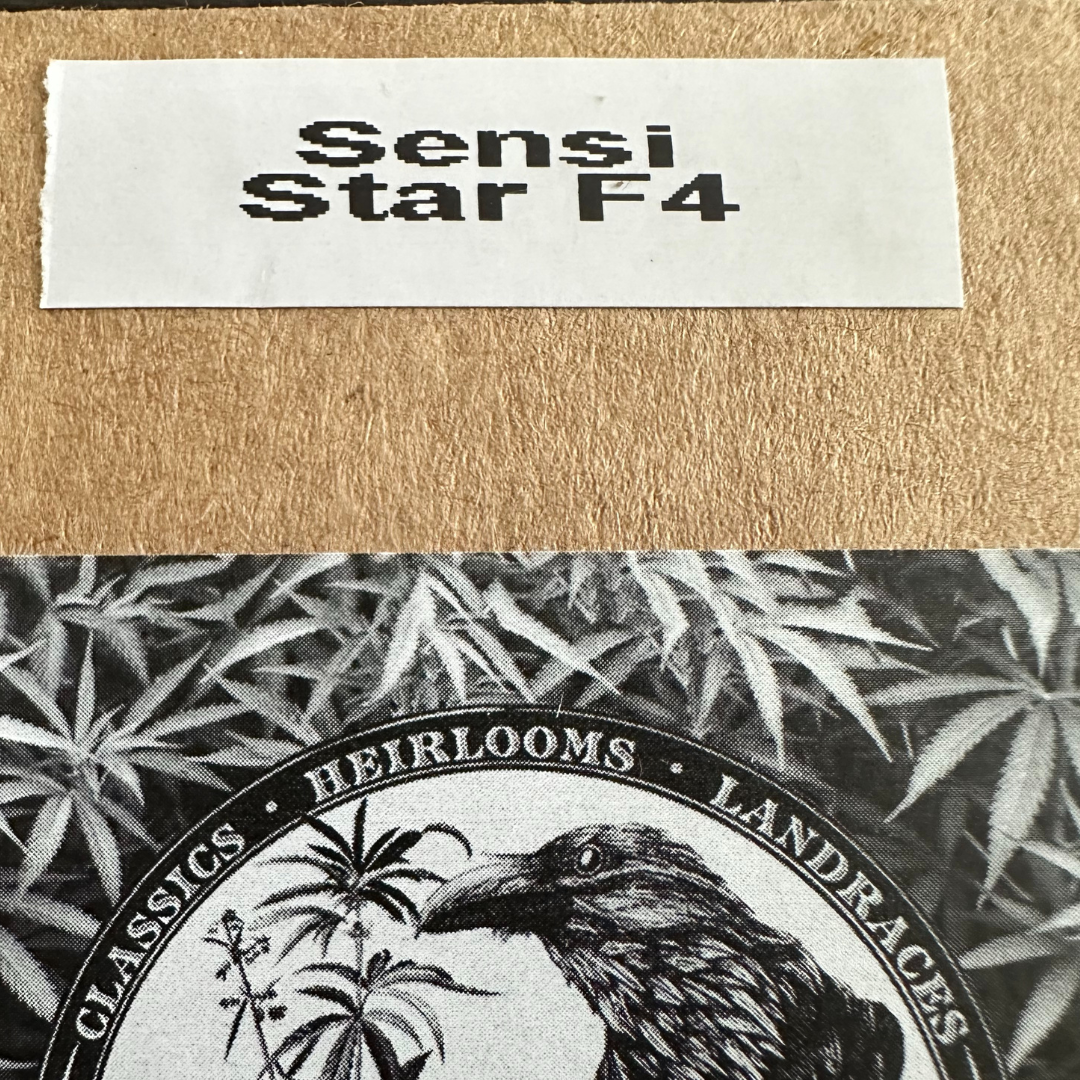 Sensi
Star F4
CLASSICS · HEIRLOOMS · LANDRACES